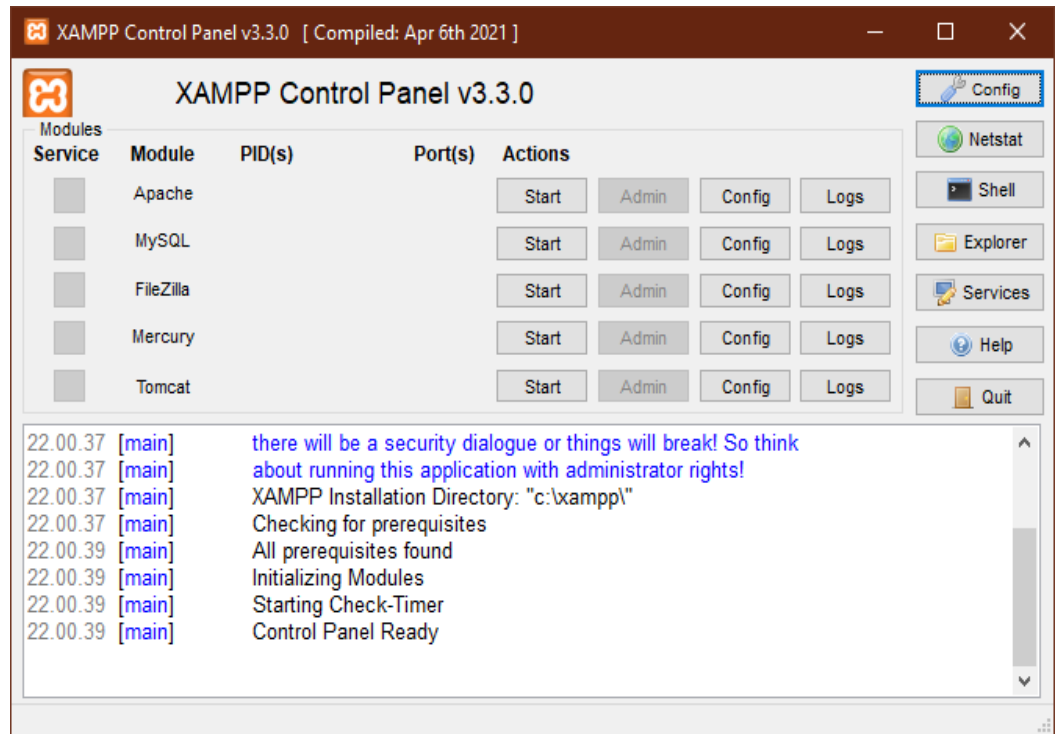 XAMPP Control Panel v3.3.0 [ Compiled: Apr 6th 2021 ]
XAMPP Control Panel v3.3.0
Config
Modules
Service Module PID(s) Port(s) Actions
Netstat
Apache Start Admin Config Logs
Shell
MySQL Start Admin Config Logs
Explorer
FileZilla Start Admin Config Logs
Services
Mercury Start Admin Config Logs
Help
Tomcat Start Admin Config Logs
Quit
22.00.37 [main] there will be a security dialogue or things will break! So think
22.00.37 [main] about running this application with administrator rights!
22.00.37 [main] XAMPP Installation Directory: "c:\xampp\"
22.00.37 [main] Checking for prerequisites
22.00.39 [main] All prerequisites found
22.00.39 [main] Initializing Modules
22.00.39 [main] Starting Check-Timer
22.00.39 [main] Control Panel Ready